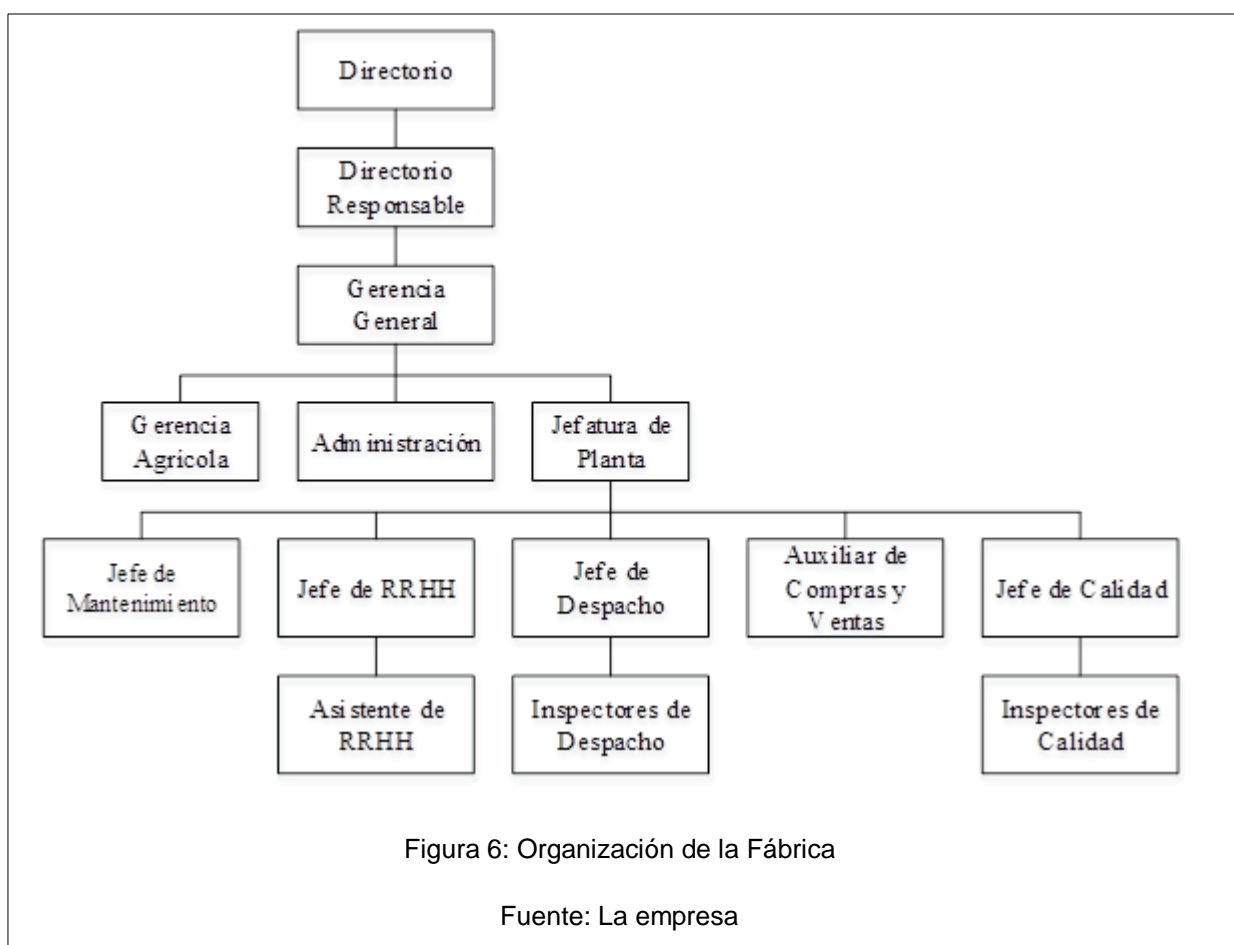 Directorio
Directorio
Responsable
Gerencia
General
Gerencia
Agricola
Administración
Jefatura de
Planta
Jefe de
Mantenimiento
Jefe de RRHH
Jefe de
Despacho
Auxiliar de
Compras y
Ventas
Jefe de Calidad
Asistente de
RRHH
Inspectores de
Despacho
Inspectores de
Calidad
Figura 6: Organización de la Fábrica
Fuente: La empresa